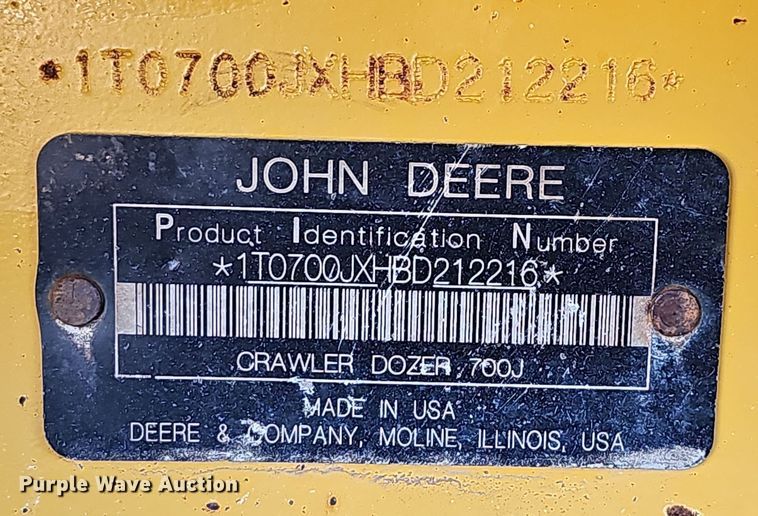 *1T0700JXHBD212216*
JOHN DEERE
Product Identification Number
*1T0700JXHBD212216*
CRAWLER DOZER 700J
MADE IN USA
DEERE & COMPANY, MOLINE, ILLINOIS, USA
Purple Wave Auction